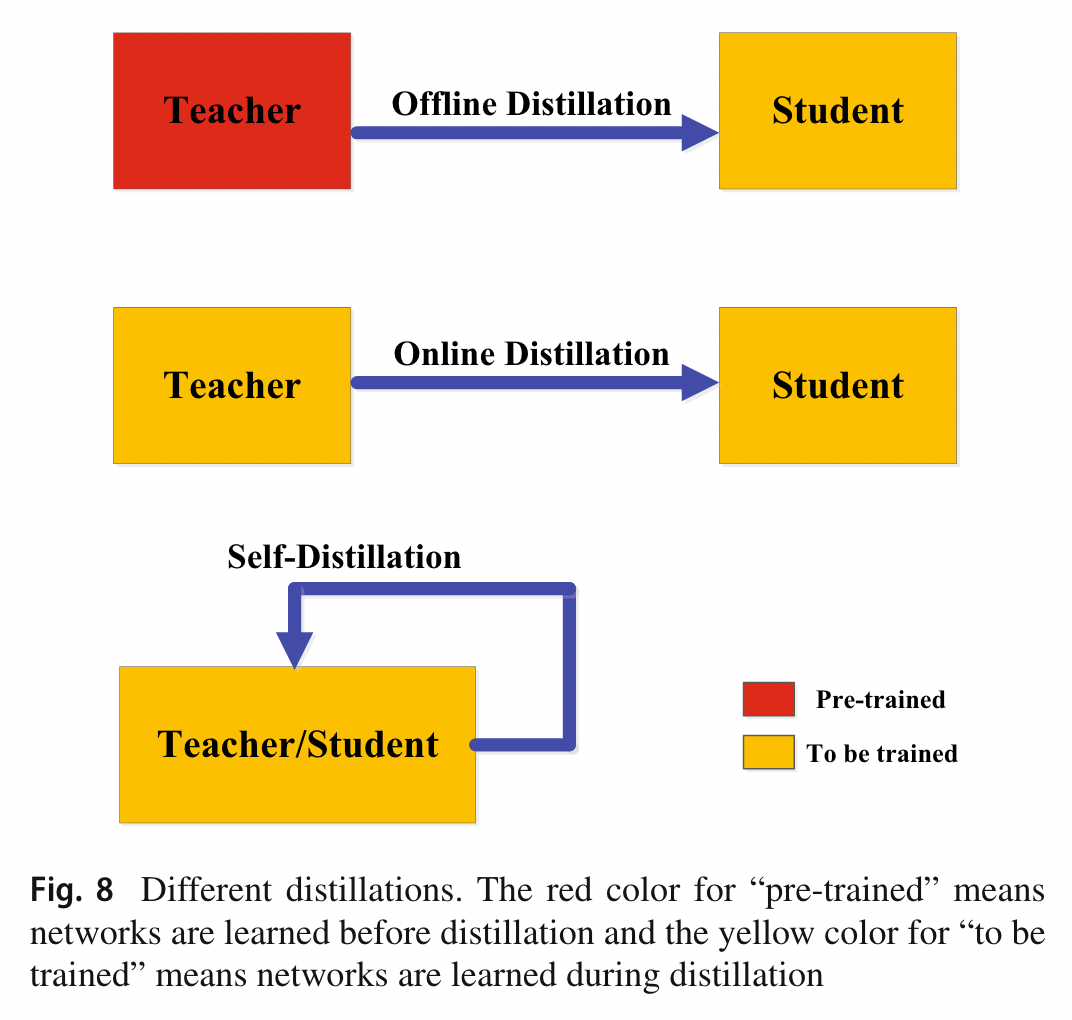 Teacher
Offline Distillation
Student
Teacher
Online Distillation
Student
Self-Distillation
Teacher/Student
Pre-trained
To be trained
Fig. 8 Different distillations. The red color for “pre-trained” means
networks are learned before distillation and the yellow color for “to be
trained” means networks are learned during distillation